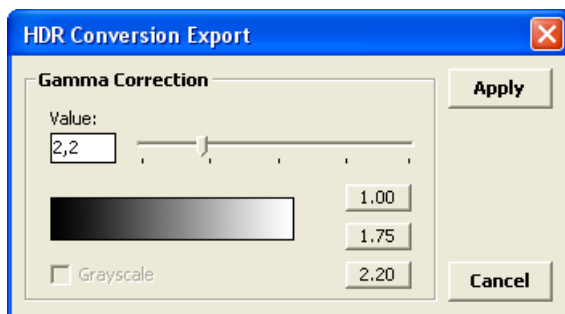 HDR Conversion Export
Gamma Correction
Apply
Value:
2,2
1.00
1.75
Grayscale
2.20
Cancel